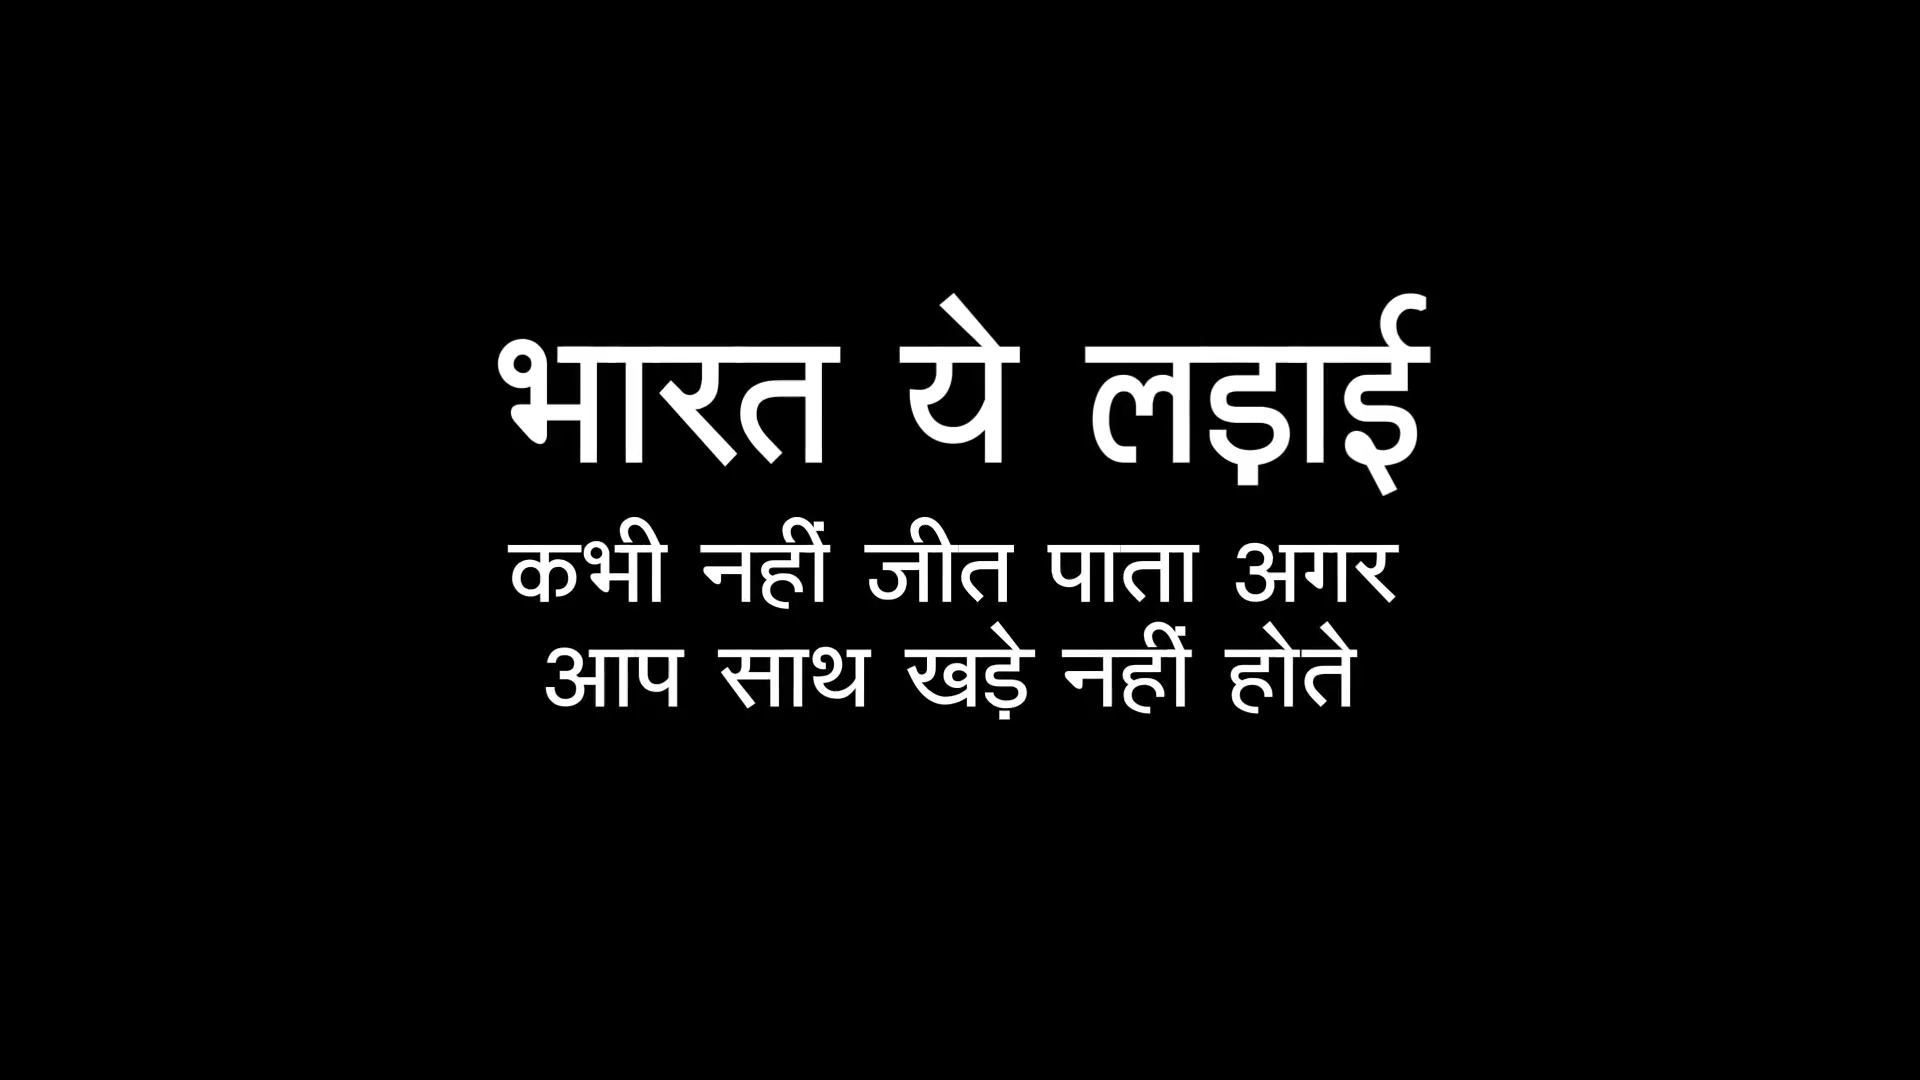 भारत ये लड़ाई
कभी नहीं जीत पाता अगर
आप साथ खड़े नहीं होते